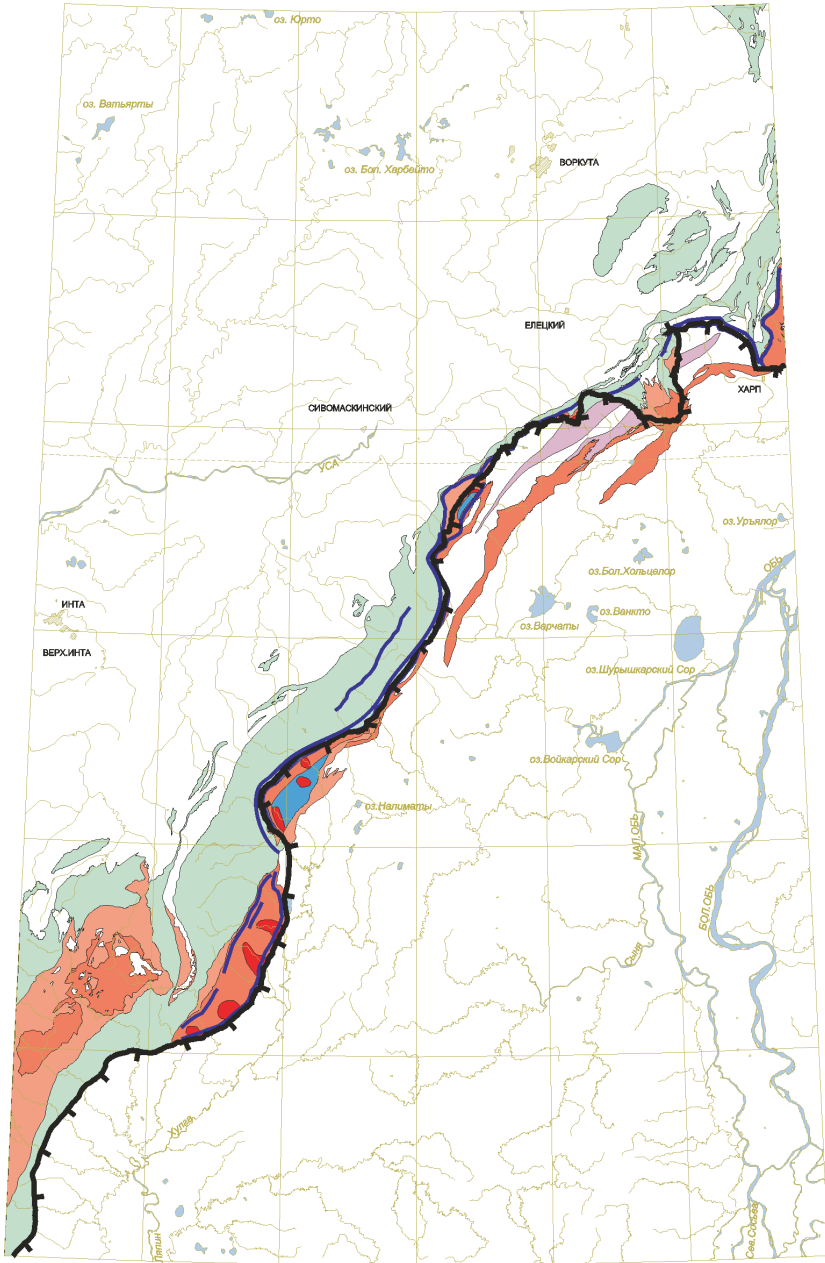 оз. Юрто
оз. Ватьярты
ВОРКУТА
оз. Бол. Харбейто
ЕЛЕЦКИЙ
ХАРП
СИВОМАСКИНСКИЙ
УСА
оз.Уръялор
ОБЬ
оз.Бол.Хольцелор
ИНТА
оз.Ванкто
оз.Варчаты
ВЕРХ.ИНТА
оз.Шурышкарский Сор
оз.Войкарский Сор
оз.Налиматы
МАЛ.ОБЬ
БОЛ.ОБЬ
Сыня
Хулга
Сев.Сосьва
Ляпин